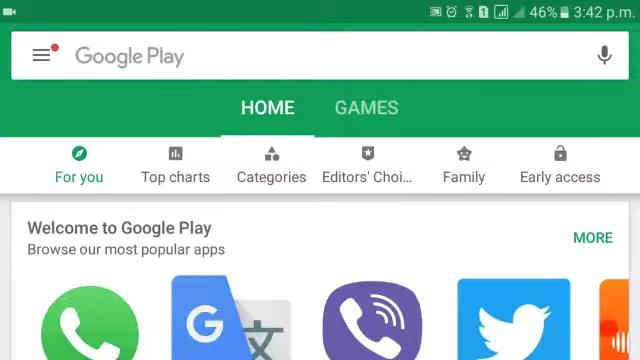 46% 3:42 p.m.
Google Play
HOME GAMES
For you Top charts Categories Editors' Choi... Family Early access
Welcome to Google Play
Browse our most popular apps
MORE
G 文